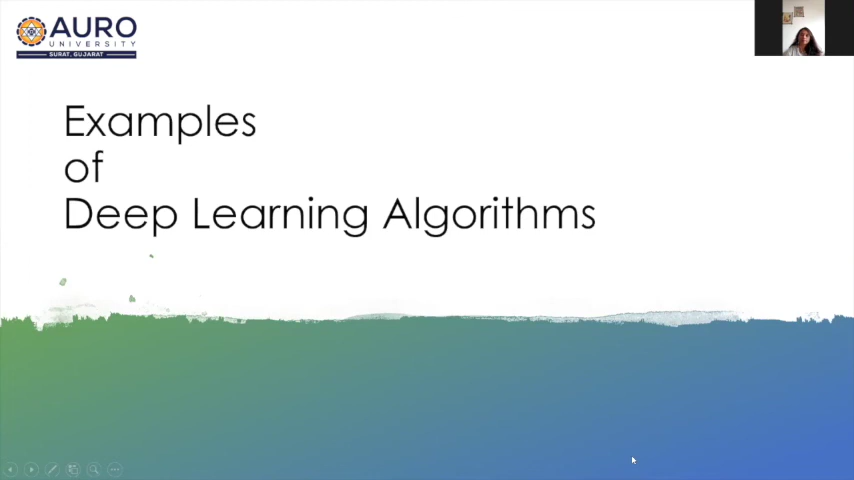 AURO
UNIVERSITY
SURAT, GUJARAT
Examples
of
Deep Learning Algorithms